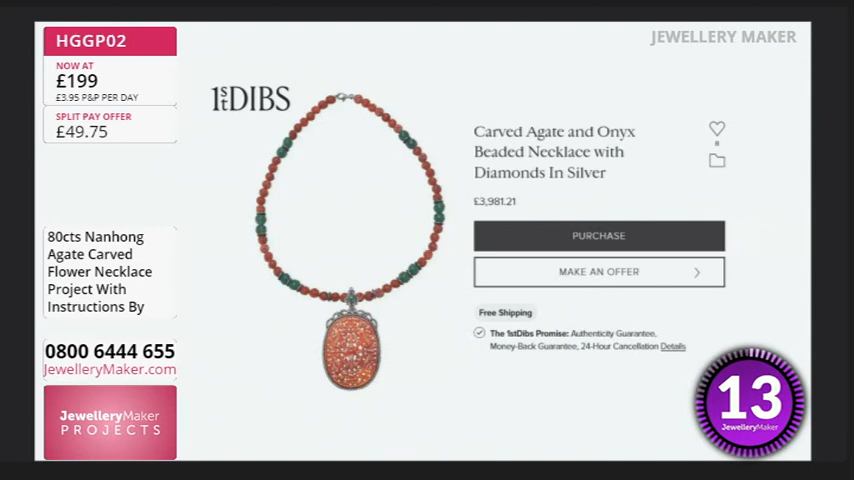 HGGP02
NOW AT
£199
£3.95 P&P PER DAY
SPLIT PAY OFFER
£49.75
80cts Nanhong
Agate Carved
Flower Necklace
Project With
Instructions By
0800 6444 655
JewelleryMaker.com
JewelleryMaker
PROJECTS
1stDIBS
JEWELLERY MAKER
Carved Agate and Onyx
Beaded Necklace with
Diamonds In Silver
£3,981.21
PURCHASE
MAKE AN OFFER
Free Shipping
The 1stDibs Promise: Authenticity Guarantee,
Money-Back Guarantee, 24-Hour Cancellation Details
13
JewelleryMaker